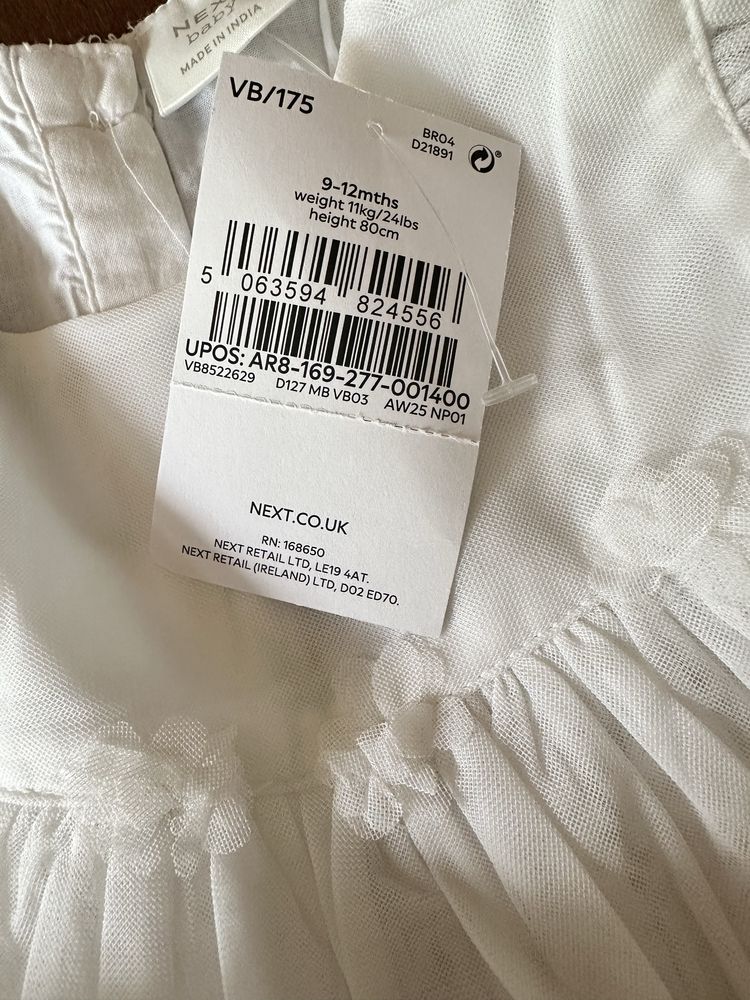 NEXT
baby
MADE IN INDIA
VB/175
BR04
D21891
9-12mths
weight 11kg/24lbs
height 80cm
5 063594 824556
UPOS: AR8-169-277-001400
VB8522629 D127 MB VB03 AW25 NP01
NEXT.CO.UK
RN: 168650
NEXT RETAIL LTD, LE19 4AT.
NEXT RETAIL (IRELAND) LTD, D02 ED70.